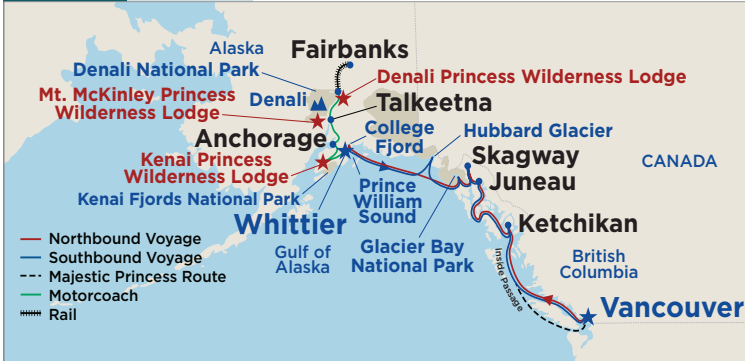 Alaska
Fairbanks
Denali National Park
Denali Princess Wilderness Lodge
Mt. McKinley Princess
Wilderness Lodge
Denali
Talkeetna
Anchorage
College
Fjord
Hubbard Glacier
Kenai Princess
Wilderness Lodge
Skagway
CANADA
Juneau
Kenai Fjords National Park
Prince
William
Sound
Whittier
Ketchikan
Glacier Bay
National Park
Gulf of
Alaska
British
Columbia
Inside Passage
Vancouver
Northbound Voyage
Southbound Voyage
Majestic Princess Route
Motorcoach
Rail